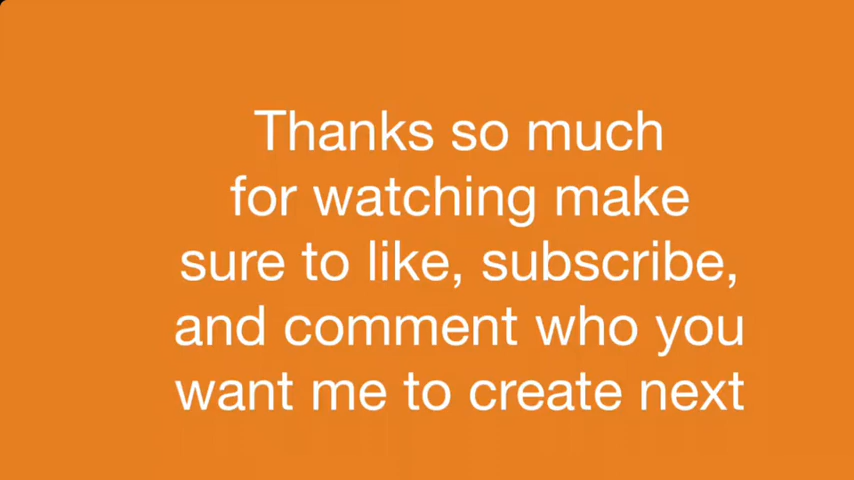 Thanks so much
for watching make
sure to like, subscribe,
and comment who you
want me to create next